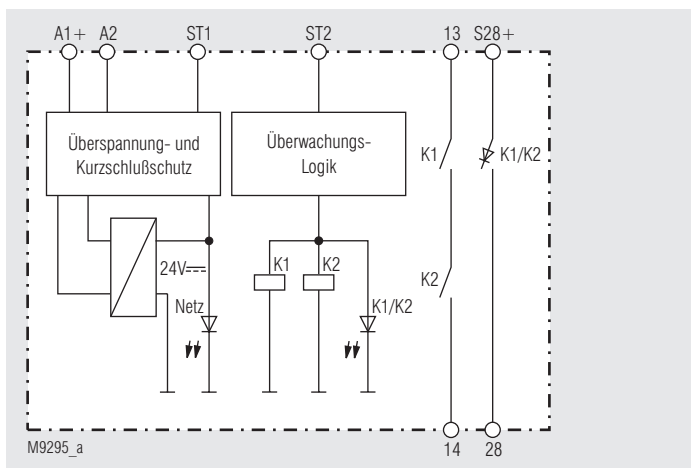 A1+ A2 ST1 ST2 13 S28+
Überspannung- und
Kurzschlußschutz
Überwachungs-
Logik
K1
K1/K2
24V
K1
K2
K2
Netz
K1/K2
M9295_a
14 28